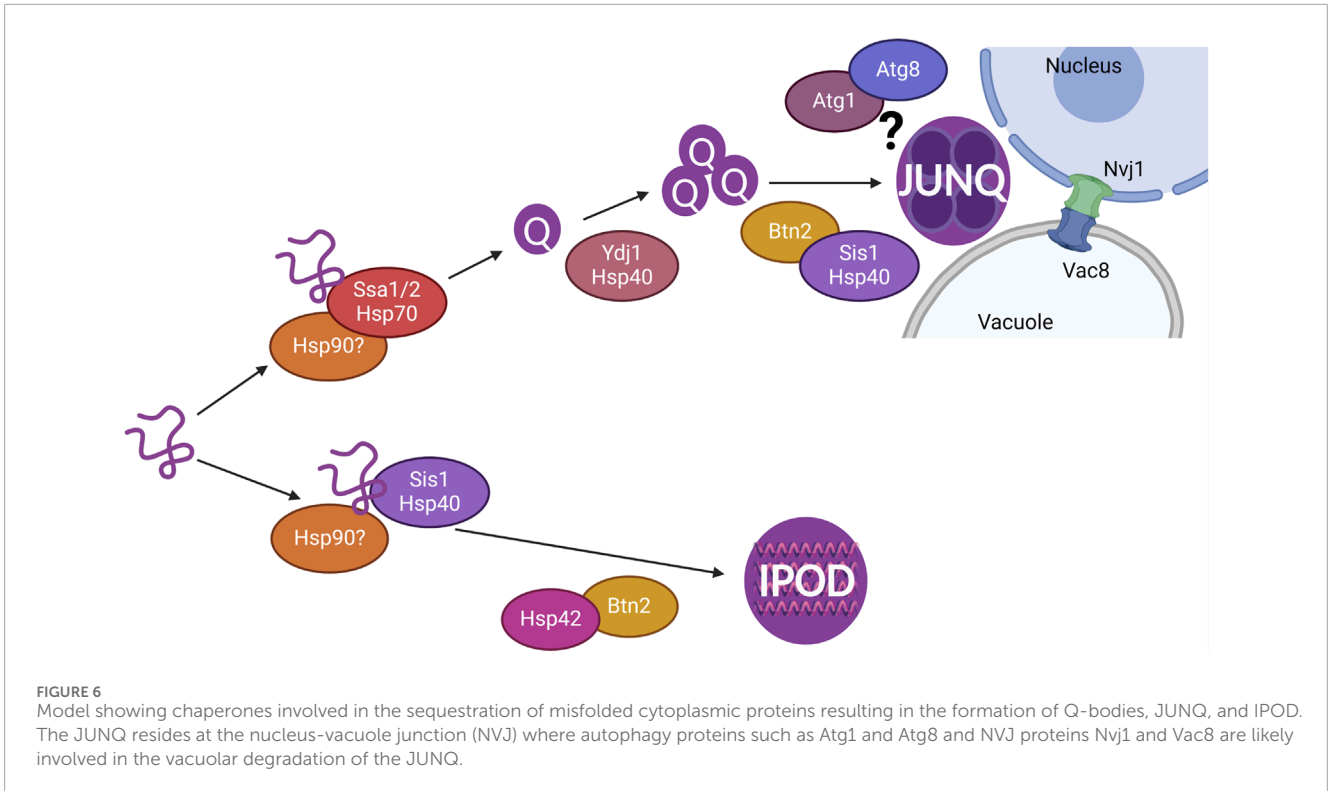 Atg8
Atg1
?
Nucleus
Nvj1
JUNQ
Q
Q
Q
Q
Ydj1
Hsp40
Btn2
Sis1
Hsp40
Vac8
Vacuole
Ssa1/2
Hsp70
Hsp90?
Sis1
Hsp40
Hsp90?
Hsp42
Btn2
IPOD
FIGURE 6
Model showing chaperones involved in the sequestration of misfolded cytoplasmic proteins resulting in the formation of Q-bodies, JUNQ, and IPOD.
The JUNQ resides at the nucleus-vacuole junction (NVJ) where autophagy proteins such as Atg1 and Atg8 and NVJ proteins Nvj1 and Vac8 are likely
involved in the vacuolar degradation of the JUNQ.